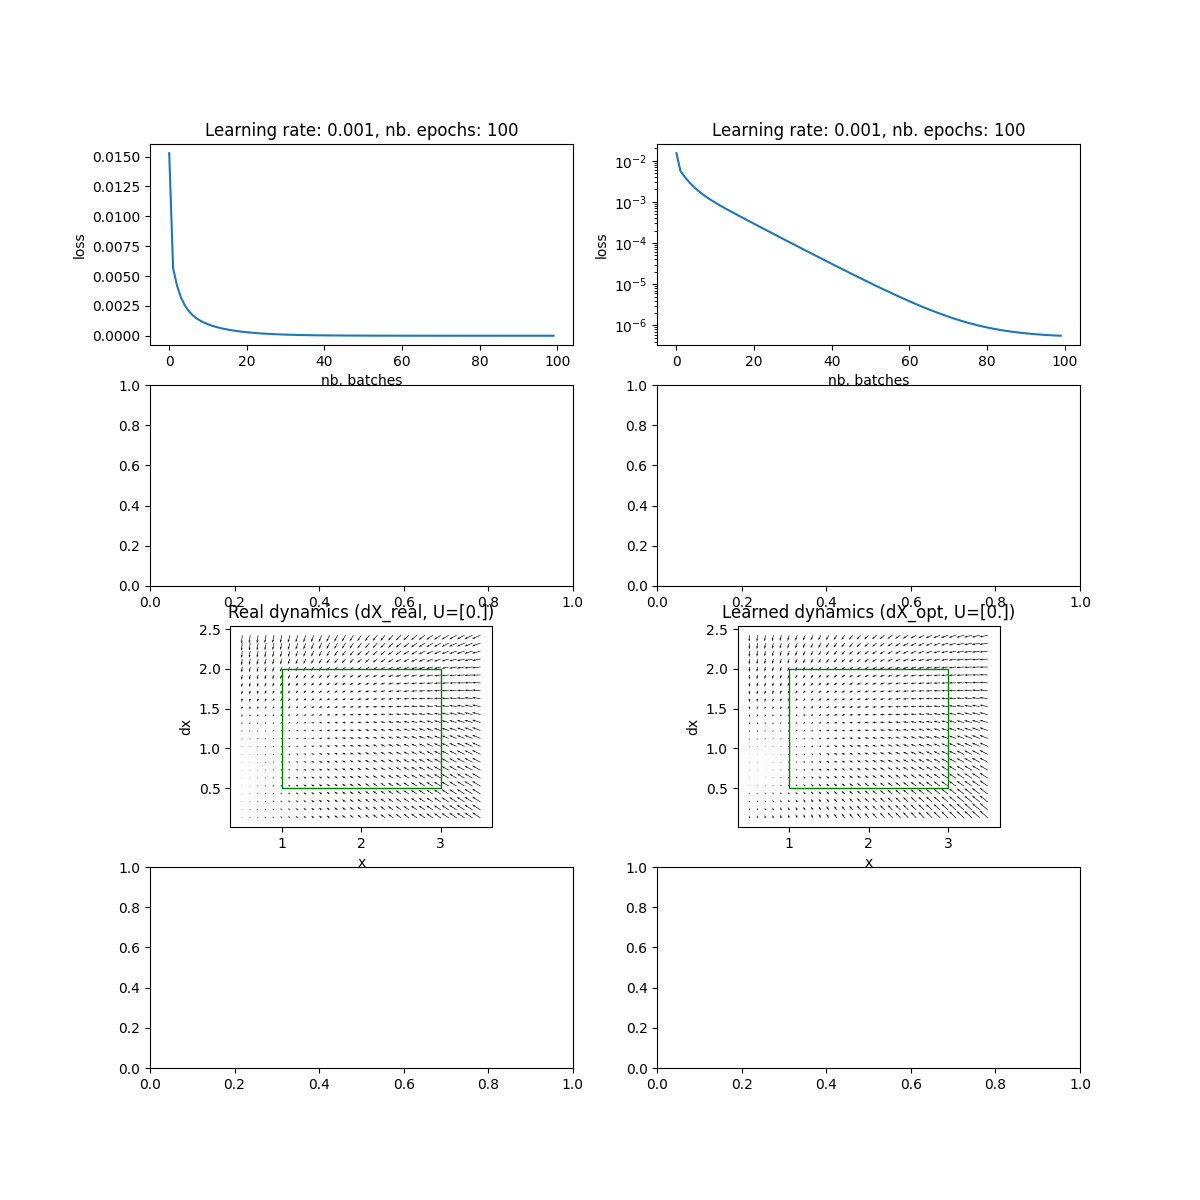 Learning rate: 0.001, nb. epochs: 100
0.0150
0.0125
0.0100
0.0075
0.0050
0.0025
0.0000
loss
0 20 40 60 80 100
nb. batches
Learning rate: 0.001, nb. epochs: 100
10⁻²
10⁻³
10⁻⁴
10⁻⁵
10⁻⁶
loss
0 20 40 60 80 100
nb. batches
1.0
0.8
0.6
0.4
0.2
0.0
0.0 0.2 0.4 0.6 0.8 1.0
1.0
0.8
0.6
0.4
0.2
0.0
0.0 0.2 0.4 0.6 0.8 1.0
Real dynamics (dX_real, U=[0.])
2.5
2.0
1.5
1.0
0.5
dx
1 2 3
x
Learned dynamics (dX_opt, U=[0.])
2.5
2.0
1.5
1.0
0.5
dx
1 2 3
x
1.0
0.8
0.6
0.4
0.2
0.0
0.0 0.2 0.4 0.6 0.8 1.0
1.0
0.8
0.6
0.4
0.2
0.0
0.0 0.2 0.4 0.6 0.8 1.0